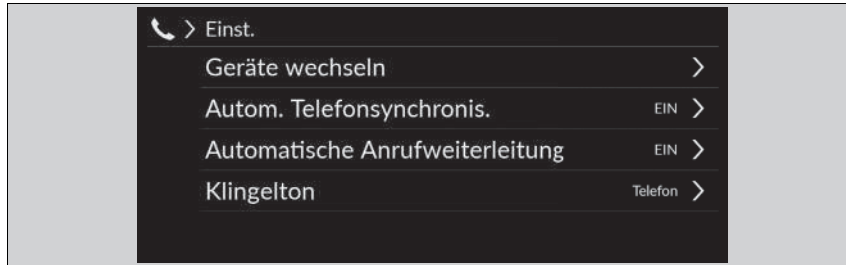 Einst.
Geräte wechseln
Autom. Telefonsynchronis. EIN
Automatische Anrufweiterleitung EIN
Klingelton Telefon